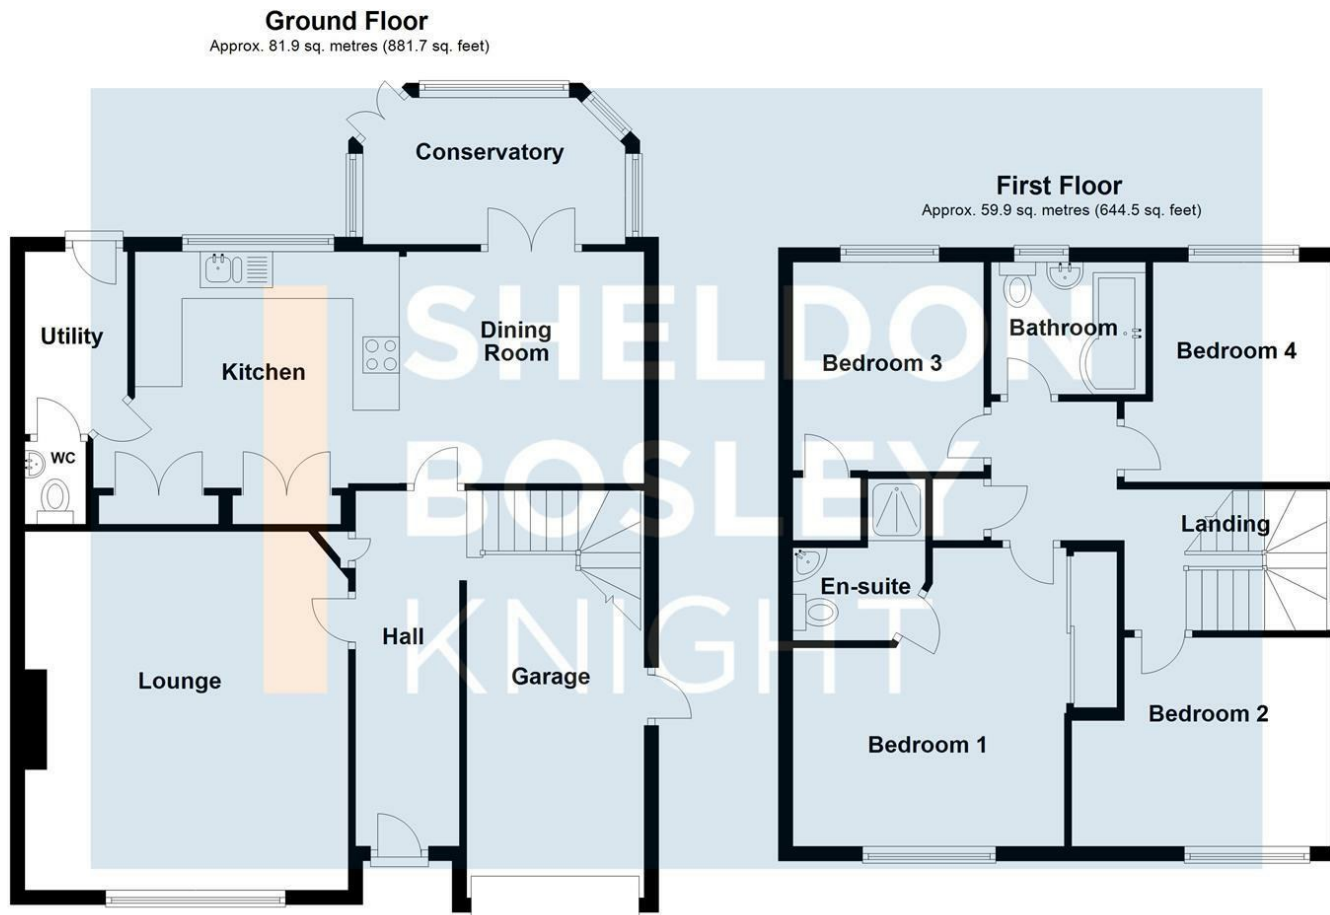 Ground Floor
Approx. 81.9 sq. metres (881.7 sq. feet)
Conservatory
First Floor
Approx. 59.9 sq. metres (644.5 sq. feet)
Utility
Kitchen
Dining
Room
WC
Lounge
Hall
Garage
Bedroom 3
Bathroom
Bedroom 4
Landing
En-suite
Bedroom 1
Bedroom 2
SHELDON
BOSLEY
KNIGHT